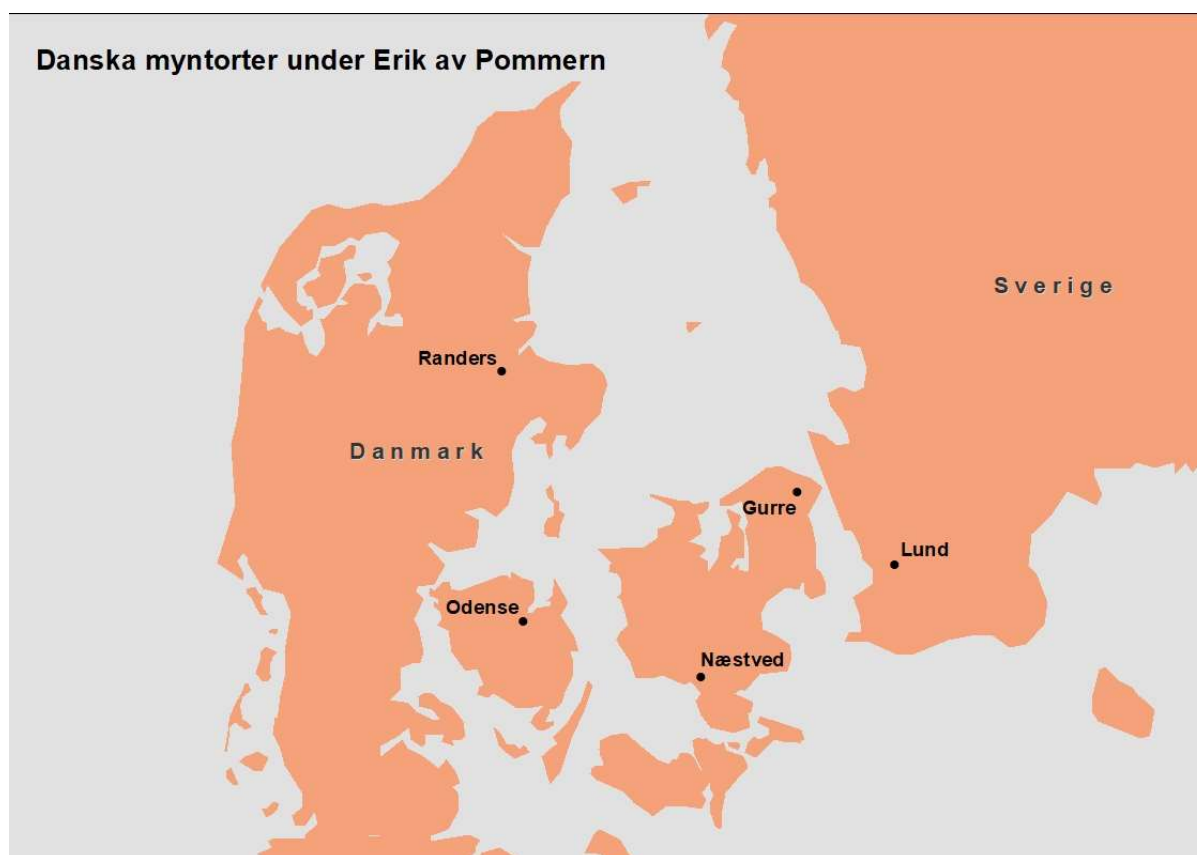 Danska myntorter under Erik av Pommern
Sverige
Randers
Danmark
Gurre
Lund
Odense
Næstved